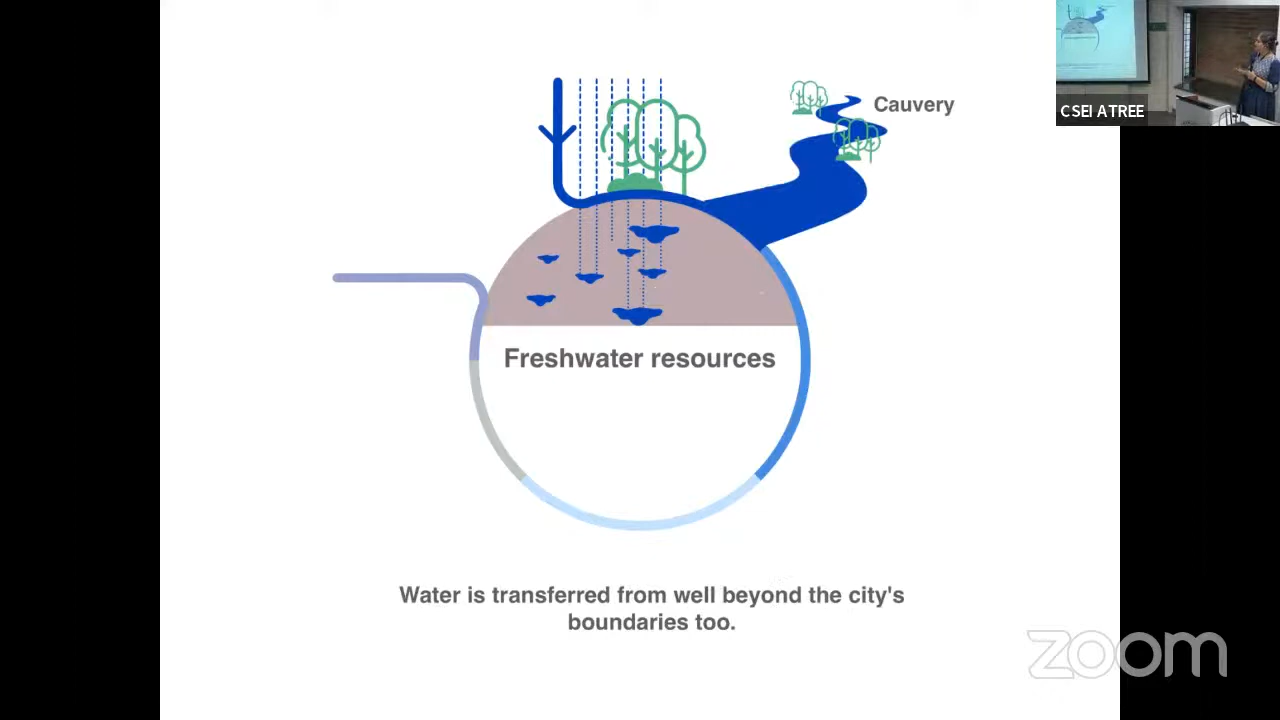 Cauvery
CSEI ATREE
Freshwater resources
Water is transferred from well beyond the city's
boundaries too.
zoom